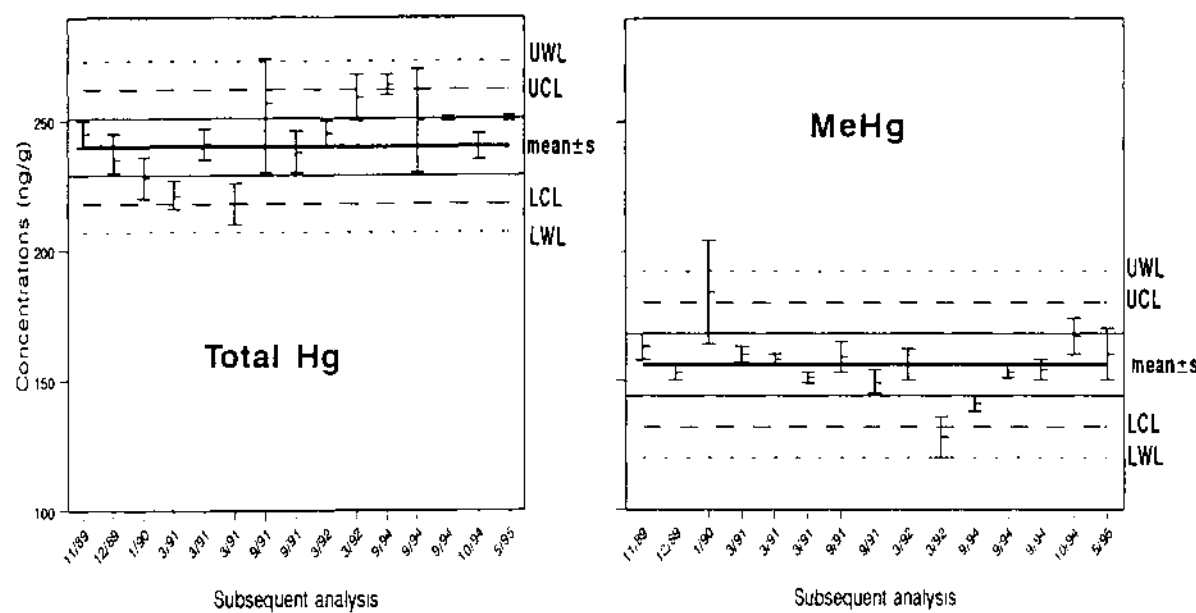 UWL
UCL
250
mean±s
LCL
200
LWL
Concentrations (ng/g)
Total Hg
150
100
11/89 12/89 1/90 3/91 3/91 3/91 9/91 9/91 3/92 3/92 9/94 9/94 9/94 10/94 5/95
Subsequent analysis
MeHg
UWL
UCL
mean±s
LCL
LWL
11/89 12/89 1/90 3/91 3/91 3/91 9/91 9/91 3/92 3/92 9/94 9/94 9/94 10/94 5/95
Subsequent analysis